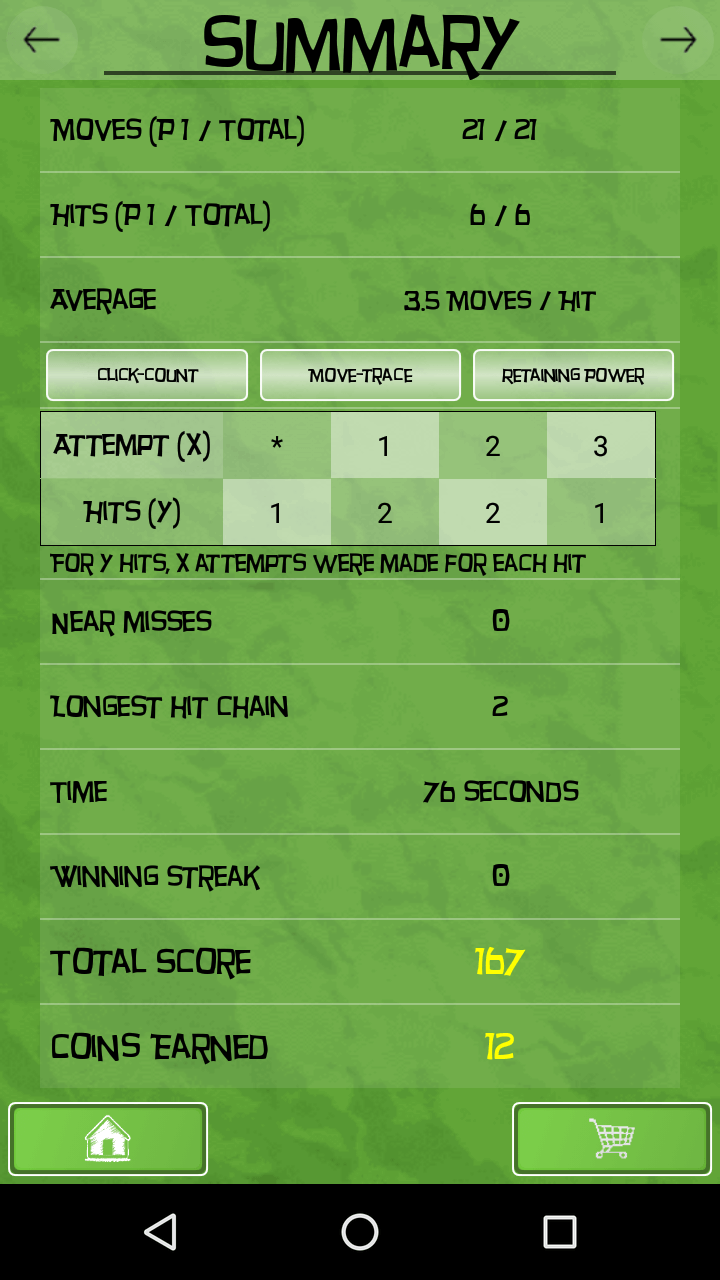 SUMMARY
MOVES (P1 / TOTAL) 21 / 21
HITS (P1 / TOTAL) 6 / 6
AVERAGE 3.5 MOVES / HIT
CLICK-COUNT MOVE-TRACE RETAINING POWER
ATTEMPT (X) * 1 2 3
HITS (Y) 1 2 2 1
FOR Y HITS, X ATTEMPTS WERE MADE FOR EACH HIT
NEAR MISSES 0
LONGEST HIT CHAIN 2
TIME 76 SECONDS
WINNING STREAK 0
TOTAL SCORE 167
COINS EARNED 12